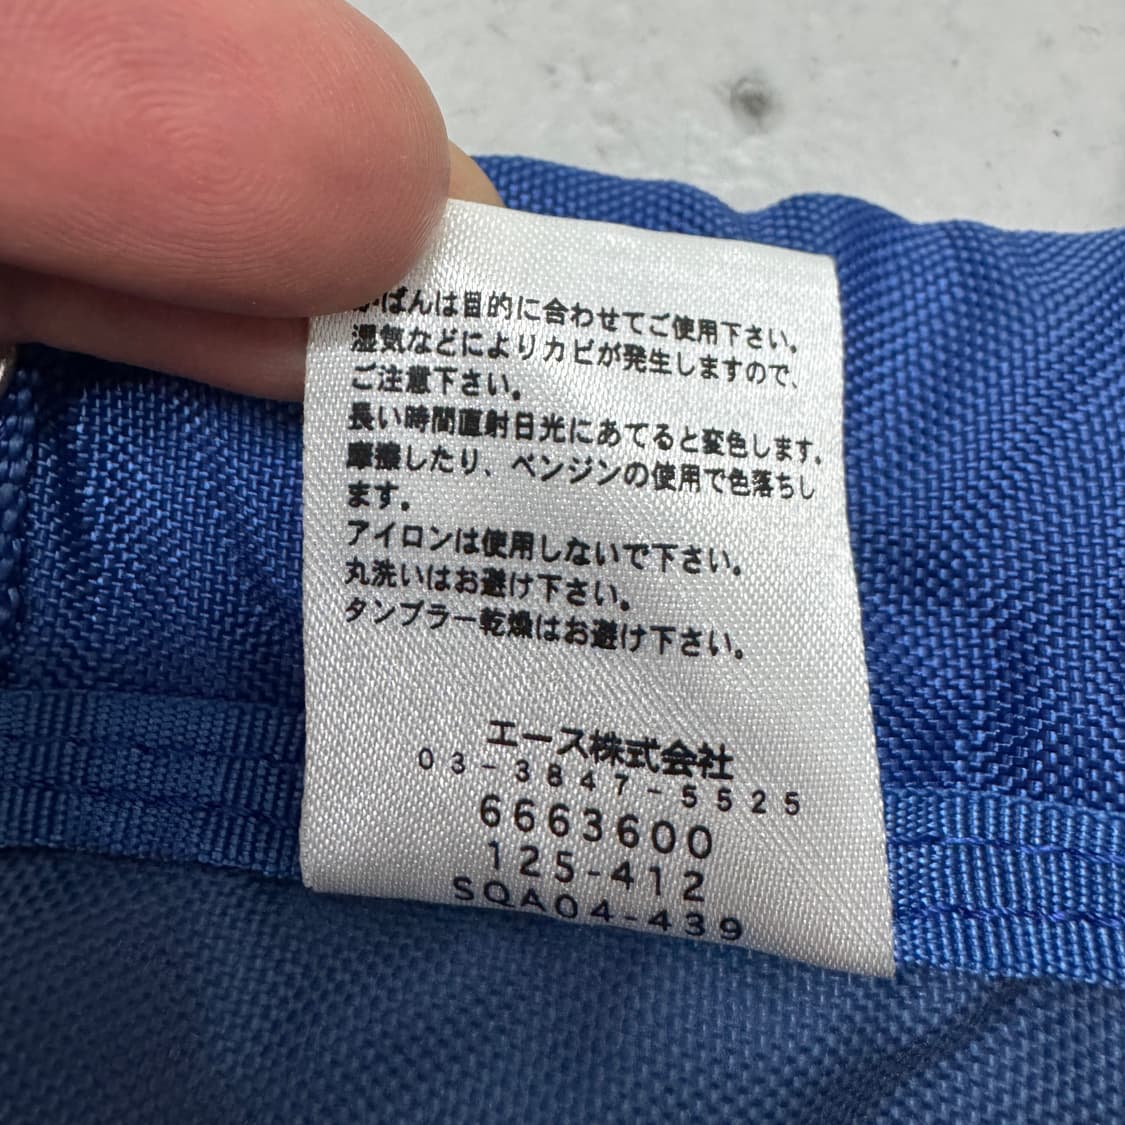 かばんは目的に合わせてご使用下さい。
湿気などによりカビが発生しますので、
ご注意下さい。
長い時間直射日光にあてると変色します。
摩擦したり、ベンジンの使用で色落ちし
ます。
アイロンは使用しないで下さい。
丸洗いはお避け下さい。
タンブラー乾燥はお避け下さい。
エース株式会社
03-3847-5525
6663600
125-412
SQA04-439